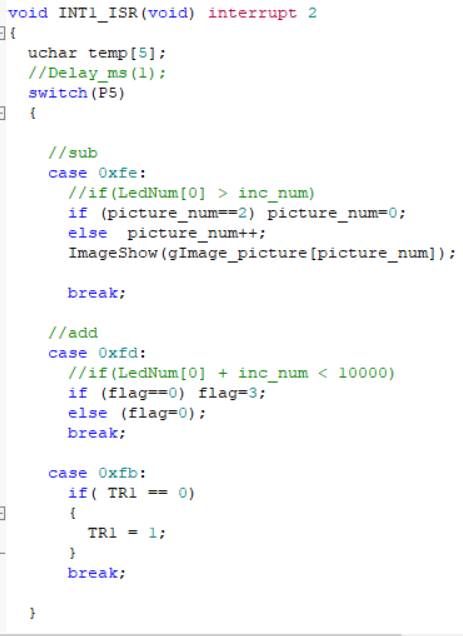 void INT1_ISR(void) interrupt 2
{
uchar temp[5];
//Delay_ms(1);
switch(P5)
{
//sub
case 0xfe:
//if(LedNum[0] > inc_num)
if (picture_num==2) picture_num=0;
else  picture_num++;
ImageShow(gImage_picture[picture_num]);
break;
//add
case 0xfd:
//if(LedNum[0] + inc_num < 10000)
if (flag==0) flag=3;
else (flag=0);
break;
case 0xfb:
if( TR1 == 0)
{
TR1 = 1;
}
break;
}